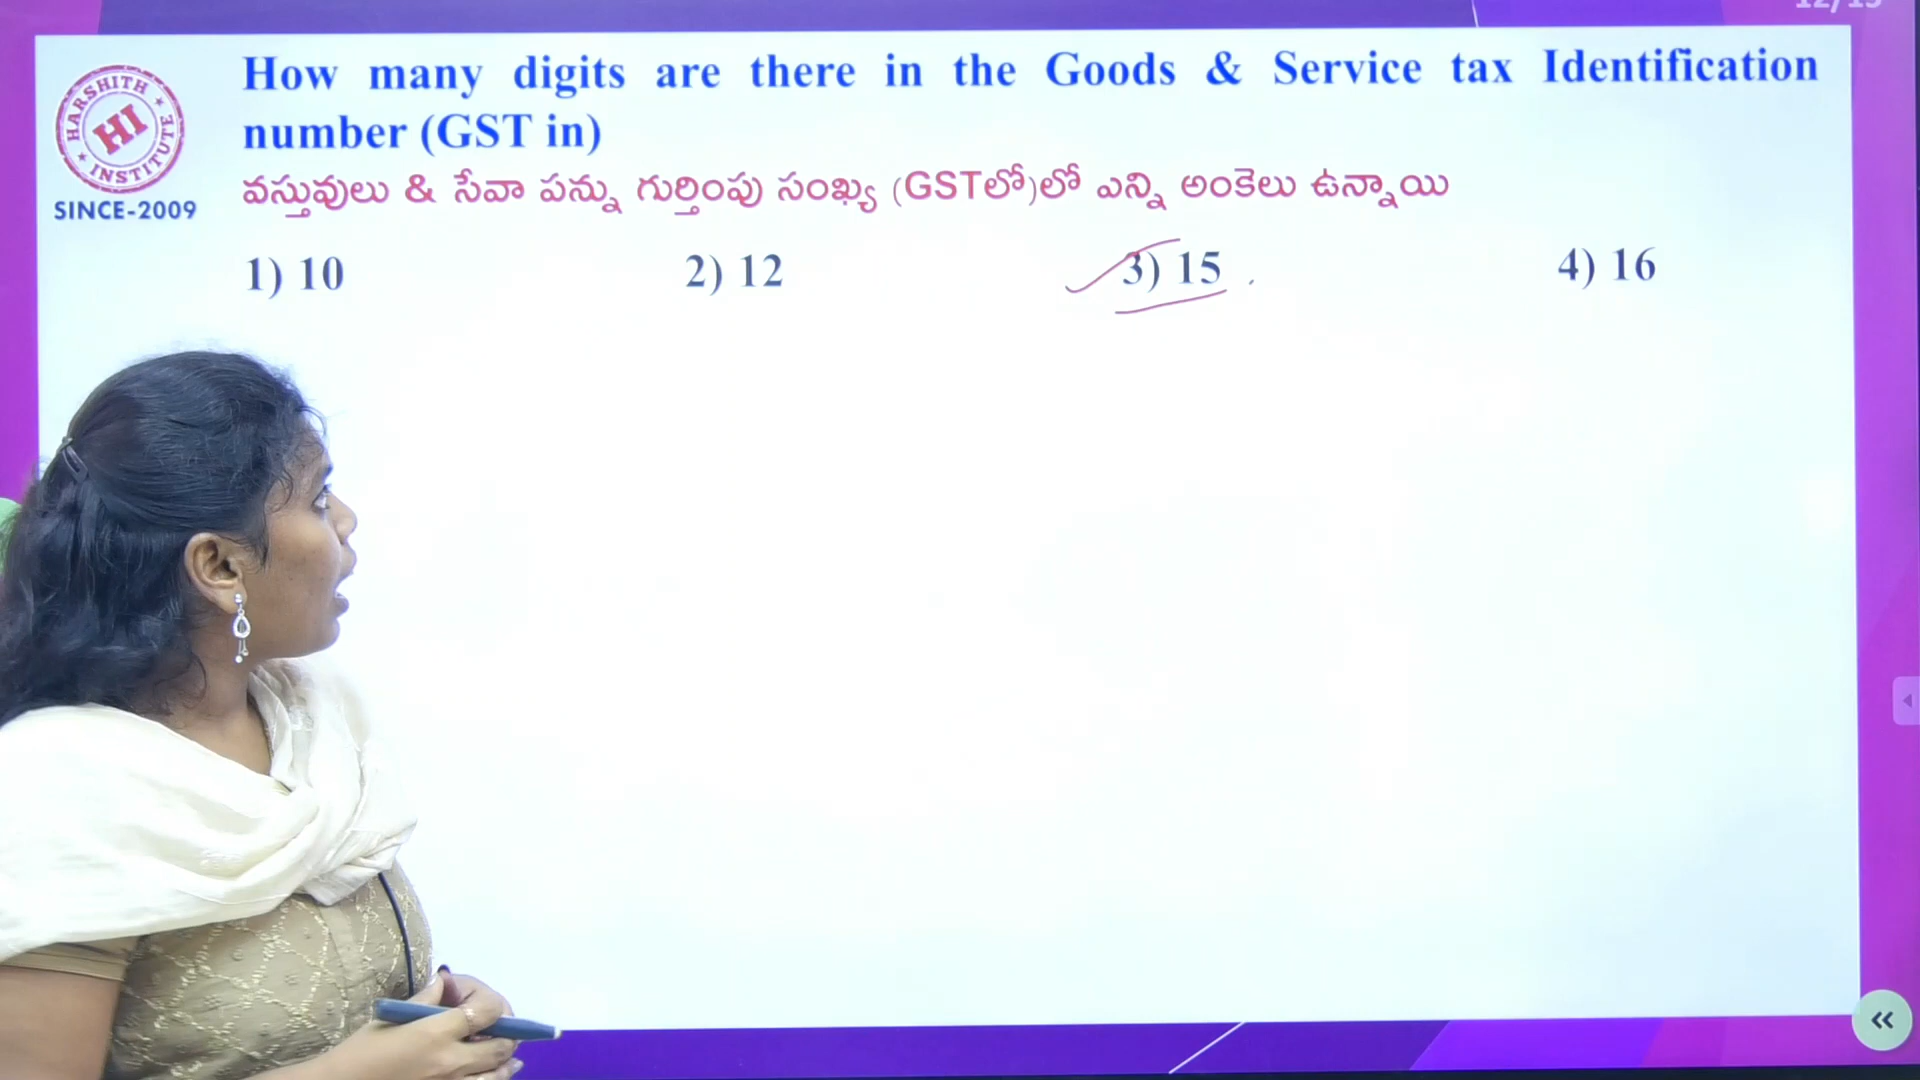 How many digits are there in the Goods & Service tax Identification
number (GST in)
వస్తువులు & సేవా పన్ను గుర్తింపు సంఖ్య (GSTలో)లో ఎన్ని అంకెలు ఉన్నాయి
1) 10 2) 12 3) 15 4) 16
HARSHITH
HI
INSTITUTE
SINCE-2009